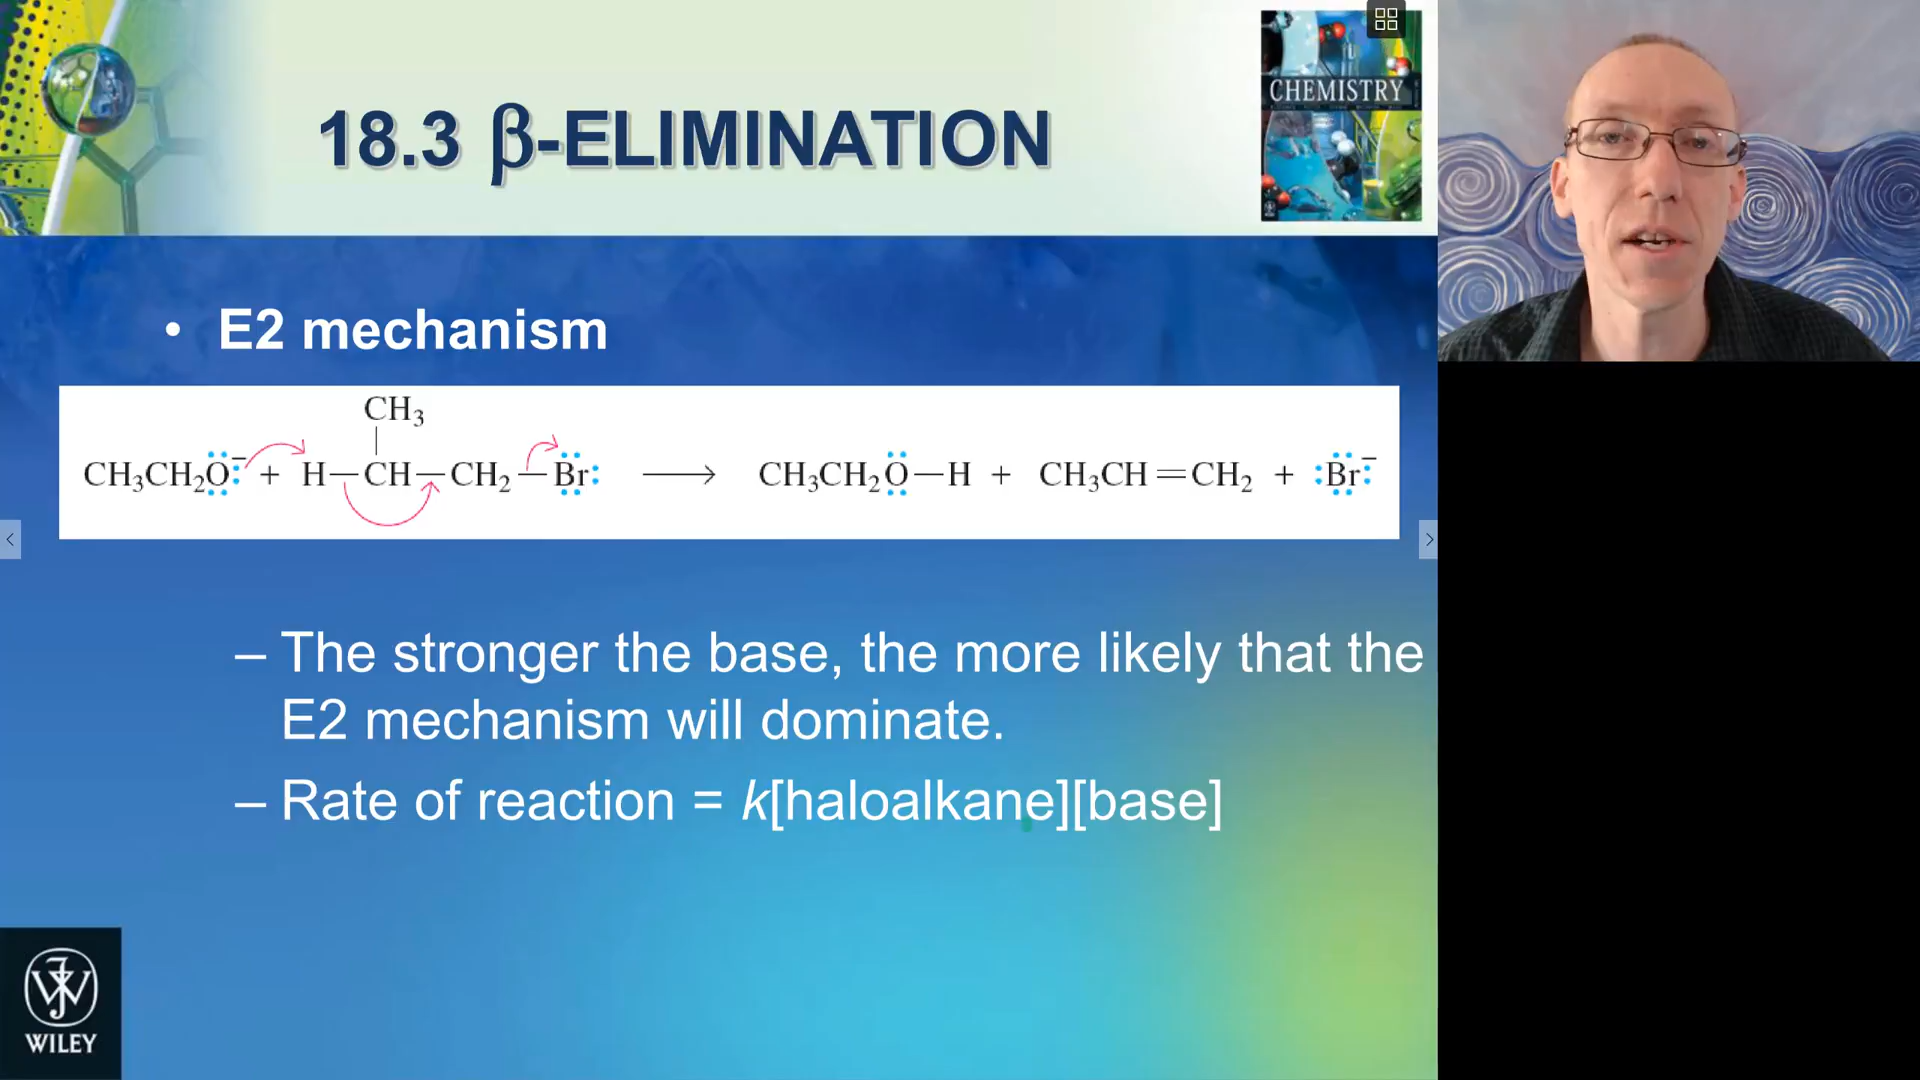 18.3 β-ELIMINATION
CHEMISTRY
• E2 mechanism
CH₃
CH₃CH₂O⁻ + H—CH—CH₂—Br ⟶ CH₃CH₂O—H + CH₃CH=CH₂ + Br⁻
– The stronger the base, the more likely that the
E2 mechanism will dominate.
– Rate of reaction = k[haloalkane][base]
WILEY